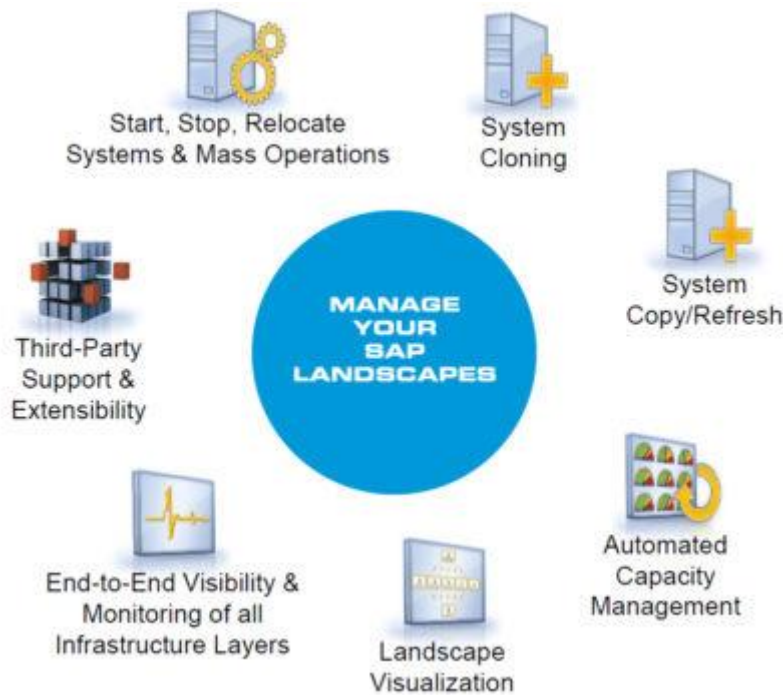 Start, Stop, Relocate
Systems & Mass Operations
System
Cloning
System
Copy/Refresh
MANAGE
YOUR
SAP
LANDSCAPES
Third-Party
Support &
Extensibility
Automated
Capacity
Management
End-to-End Visibility &
Monitoring of all
Infrastructure Layers
Landscape
Visualization